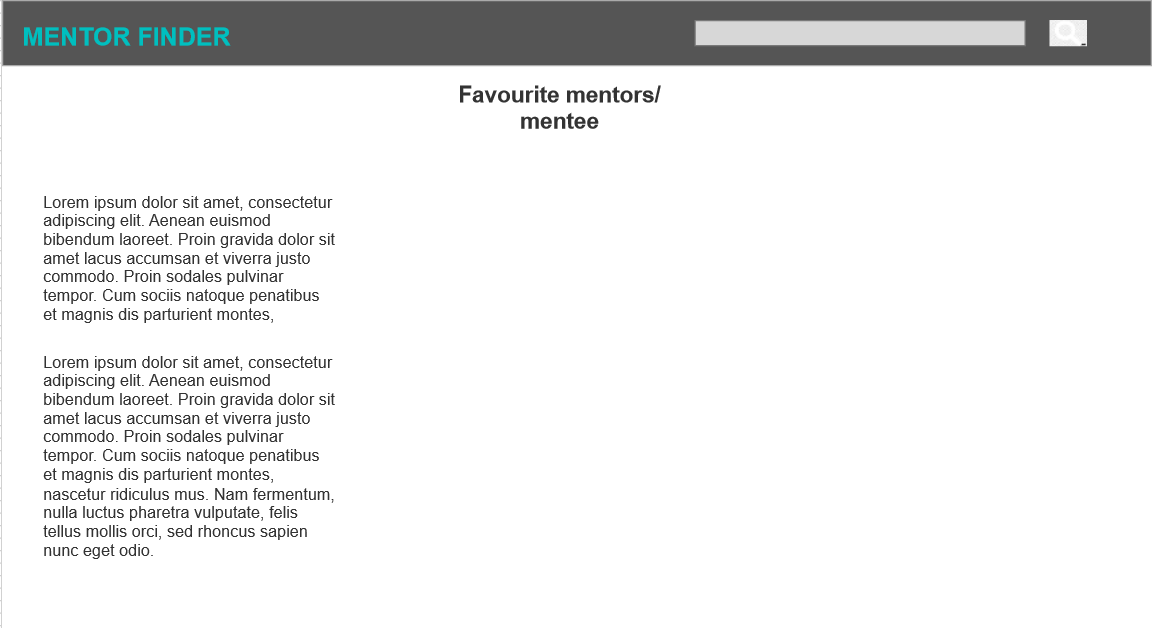 MENTOR FINDER
Favourite mentors/
mentee
Lorem ipsum dolor sit amet, consectetur
adipiscing elit. Aenean euismod
bibendum laoreet. Proin gravida dolor sit
amet lacus accumsan et viverra justo
commodo. Proin sodales pulvinar
tempor. Cum sociis natoque penatibus
et magnis dis parturient montes,
Lorem ipsum dolor sit amet, consectetur
adipiscing elit. Aenean euismod
bibendum laoreet. Proin gravida dolor sit
amet lacus accumsan et viverra justo
commodo. Proin sodales pulvinar
tempor. Cum sociis natoque penatibus
et magnis dis parturient montes,
nascetur ridiculus mus. Nam fermentum,
nulla luctus pharetra vulputate, felis
tellus mollis orci, sed rhoncus sapien
nunc eget odio.